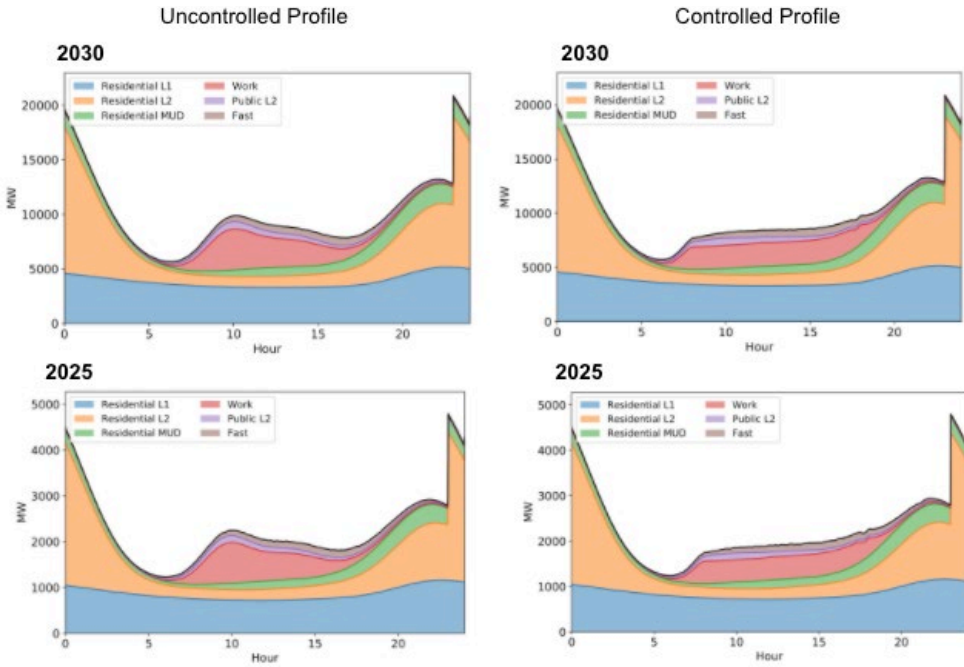 Uncontrolled Profile
Controlled Profile
2030
Residential L1
Residential L2
Residential MUD
Work
Public L2
Fast
20000
15000
10000
5000
0
MW
0 5 10 15 20
Hour
2030
Residential L1
Residential L2
Residential MUD
Work
Public L2
Fast
20000
15000
10000
5000
0
MW
0 5 10 15 20
Hour
2025
Residential L1
Residential L2
Residential MUD
Work
Public L2
Fast
5000
4000
3000
2000
1000
0
MW
0 5 10 15 20
Hour
2025
Residential L1
Residential L2
Residential MUD
Work
Public L2
Fast
5000
4000
3000
2000
1000
0
MW
0 5 10 15 20
Hour